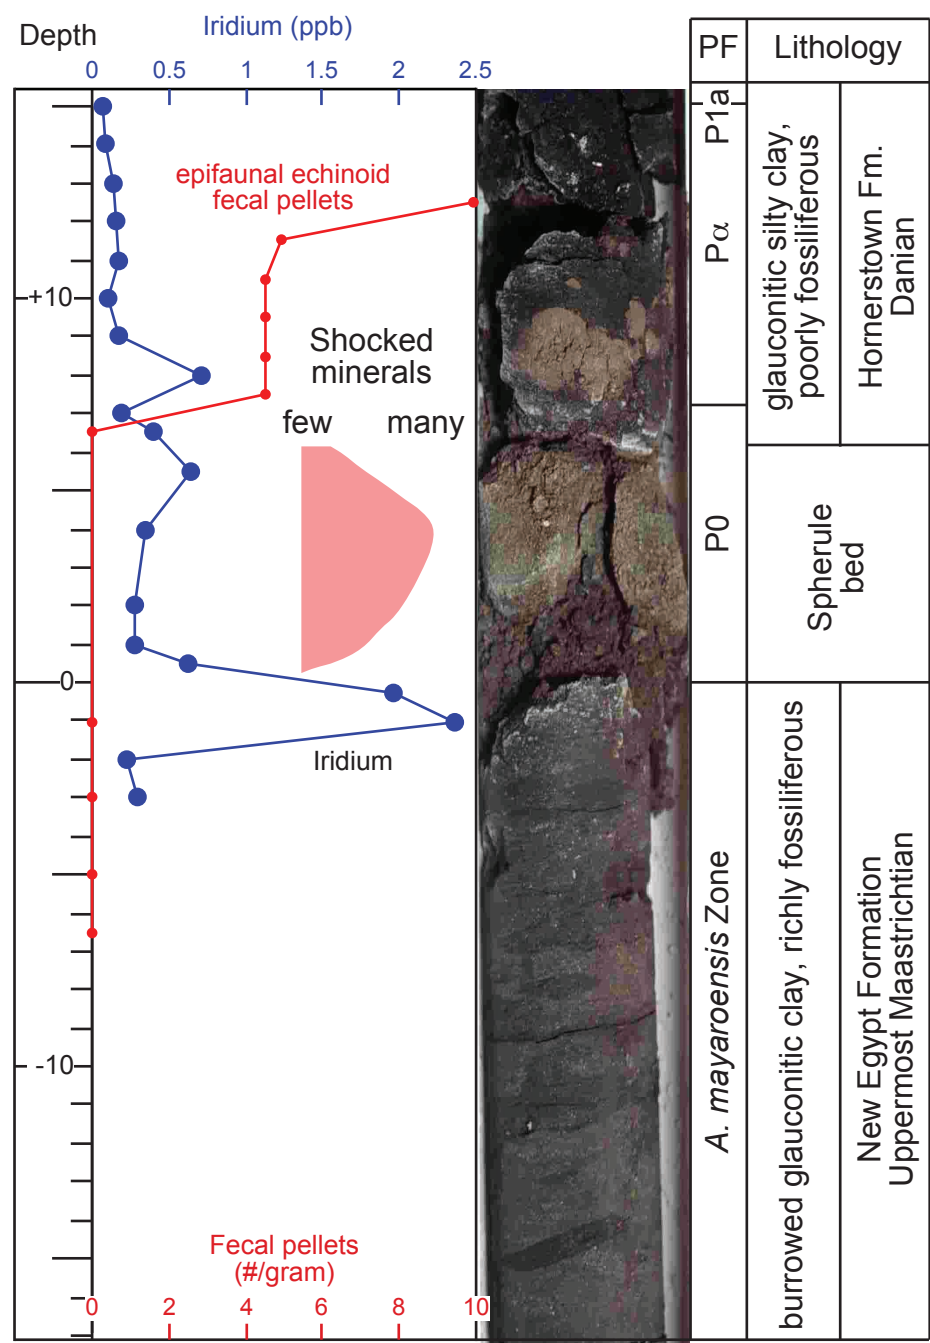 Depth
Iridium (ppb)
0 0.5 1 1.5 2 2.5
PF
Lithology
epifaunal echinoid
fecal pellets
+10
Shocked
minerals
few many
0
Iridium
-10
Fecal pellets
(#/gram)
0 2 4 6 8 10
P1a
Pα
P0
A. mayaroensis Zone
glauconitic silty clay,
poorly fossiliferous
Hornerstown Fm.
Danian
Spherule
bed
burrowed glauconitic clay, richly fossiliferous
New Egypt Formation
Uppermost Maastrichtian